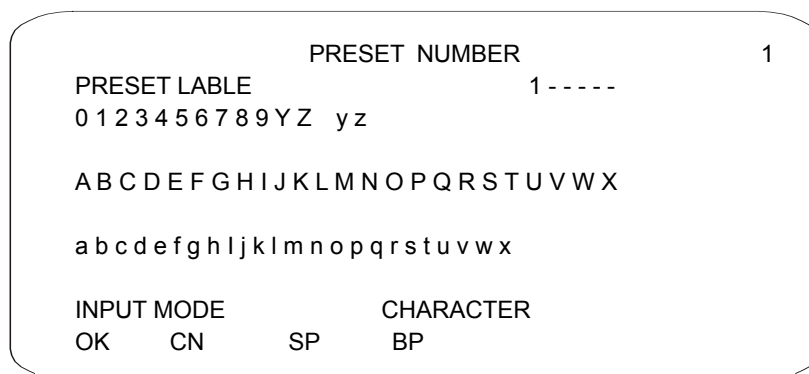 PRESET NUMBER 1
PRESET LABLE 1 - - - - -
0 1 2 3 4 5 6 7 8 9 Y Z y z
A B C D E F G H I J K L M N O P Q R S T U V W X
a b c d e f g h I j k l m n o p q r s t u v w x
INPUT MODE CHARACTER
OK CN SP BP